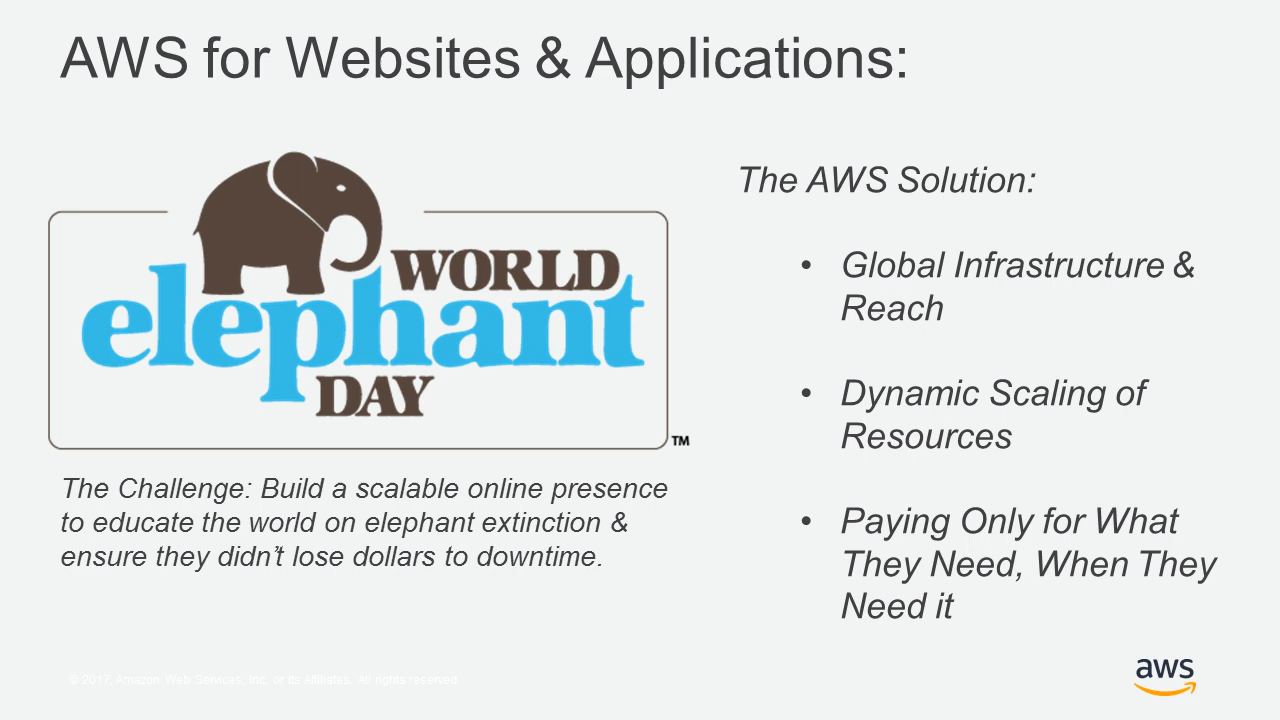 AWS for Websites & Applications:
WORLD
elephant
DAY
TM
The Challenge: Build a scalable online presence
to educate the world on elephant extinction &
ensure they didn’t lose dollars to downtime.
The AWS Solution:
• Global Infrastructure &
Reach
• Dynamic Scaling of
Resources
• Paying Only for What
They Need, When They
Need it
© 2017, Amazon Web Services, Inc. or its Affiliates. All rights reserved.
aws